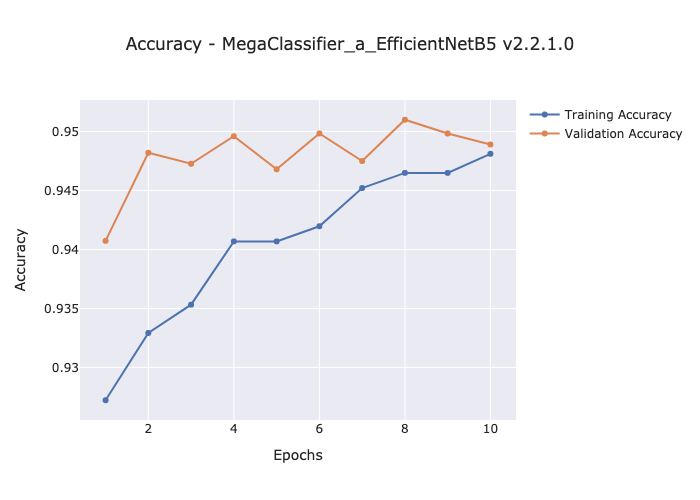 Accuracy - MegaClassifier_a_EfficientNetB5 v2.2.1.0
Training Accuracy
Validation Accuracy
0.95
0.945
0.94
0.935
0.93
Accuracy
2 4 6 8 10
Epochs